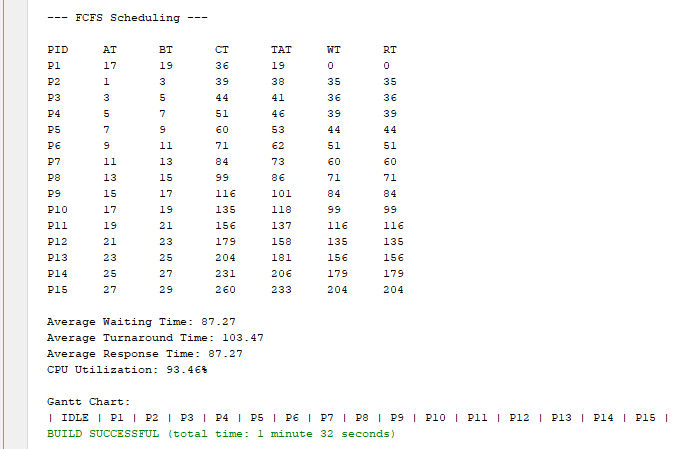 --- FCFS Scheduling ---
PID AT BT CT TAT WT RT
P1 17 19 36 19 0 0
P2 1 3 39 38 35 35
P3 3 5 44 41 36 36
P4 5 7 51 46 39 39
P5 7 9 60 53 44 44
P6 9 11 71 62 51 51
P7 11 13 84 73 60 60
P8 13 15 99 86 71 71
P9 15 17 116 101 84 84
P10 17 19 135 118 99 99
P11 19 21 156 137 116 116
P12 21 23 179 158 135 135
P13 23 25 204 181 156 156
P14 25 27 231 206 179 179
P15 27 29 260 233 204 204
Average Waiting Time: 87.27
Average Turnaround Time: 103.47
Average Response Time: 87.27
CPU Utilization: 93.46%
Gantt Chart:
| IDLE | P1 | P2 | P3 | P4 | P5 | P6 | P7 | P8 | P9 | P10 | P11 | P12 | P13 | P14 | P15 |
BUILD SUCCESSFUL (total time: 1 minute 32 seconds)